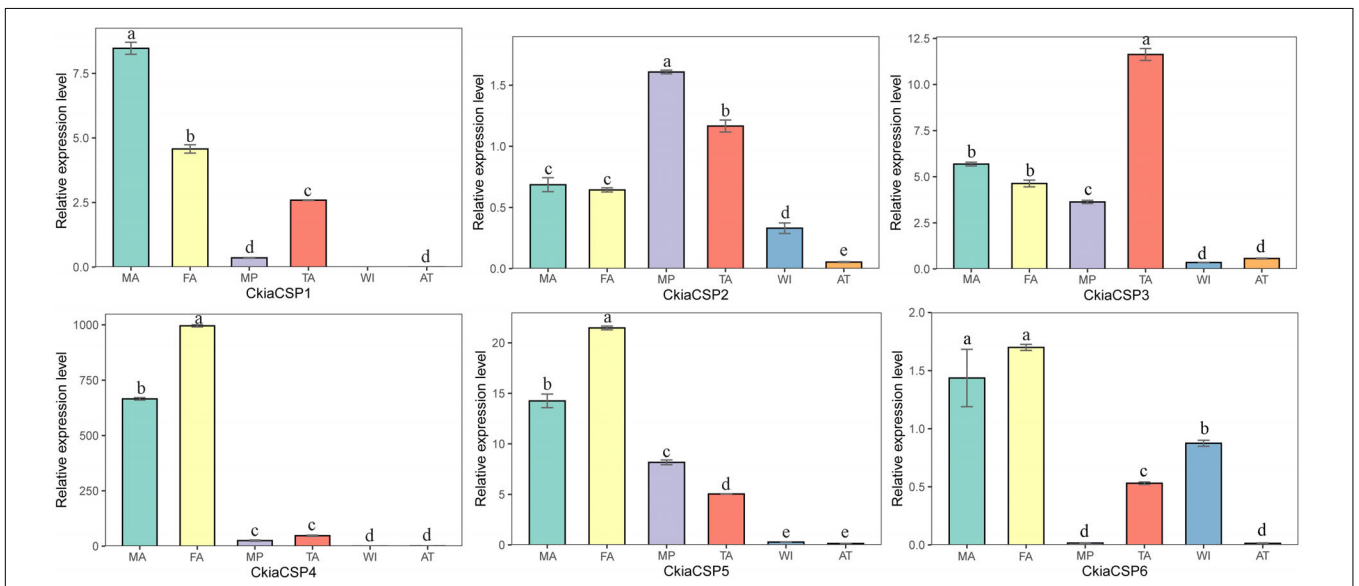 Relative expression level
7.5
5.0
2.5
0.0
a
b
d
c
d
MA FA MP TA WI AT
CkiaCSP1
Relative expression level
1.5
1.0
0.5
0.0
c
c
a
b
d
e
MA FA MP TA WI AT
CkiaCSP2
Relative expression level
12.5
10.0
7.5
5.0
2.5
0.0
b
b
c
a
d
d
MA FA MP TA WI AT
CkiaCSP3
Relative expression level
1000
750
500
250
0
b
a
c
c
d
d
MA FA MP TA WI AT
CkiaCSP4
Relative expression level
20
15
10
5
0
b
a
c
d
e
e
MA FA MP TA WI AT
CkiaCSP5
Relative expression level
2.0
1.5
1.0
0.5
0.0
a
a
d
c
b
d
MA FA MP TA WI AT
CkiaCSP6